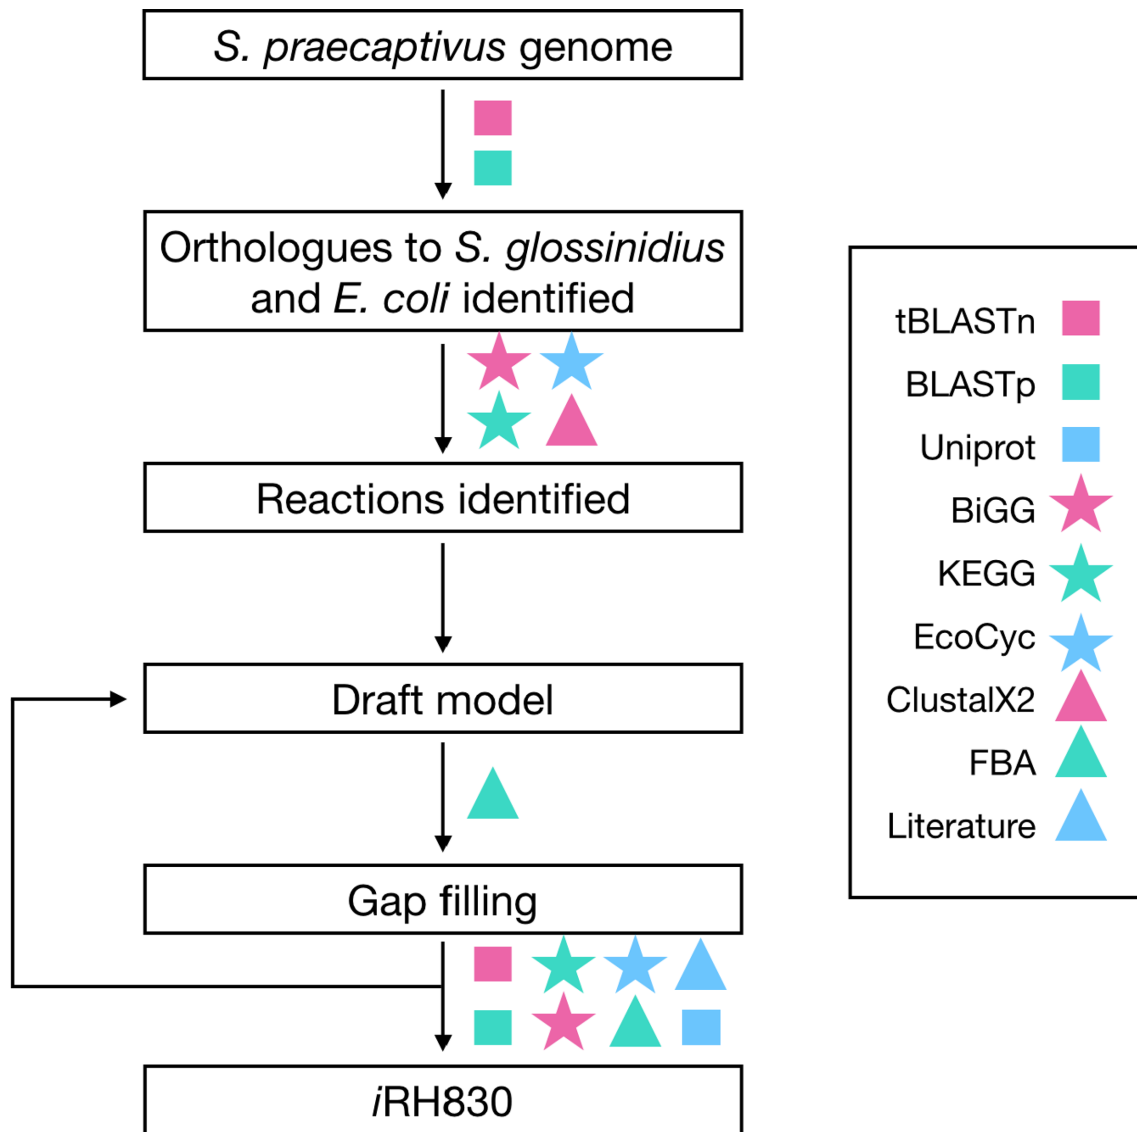 S. praecaptivus genome
Orthologues to S. glossinidius
and E. coli identified
Reactions identified
Draft model
Gap filling
iRH830
tBLASTn
BLASTp
Uniprot
BiGG
KEGG
EcoCyc
ClustalX2
FBA
Literature